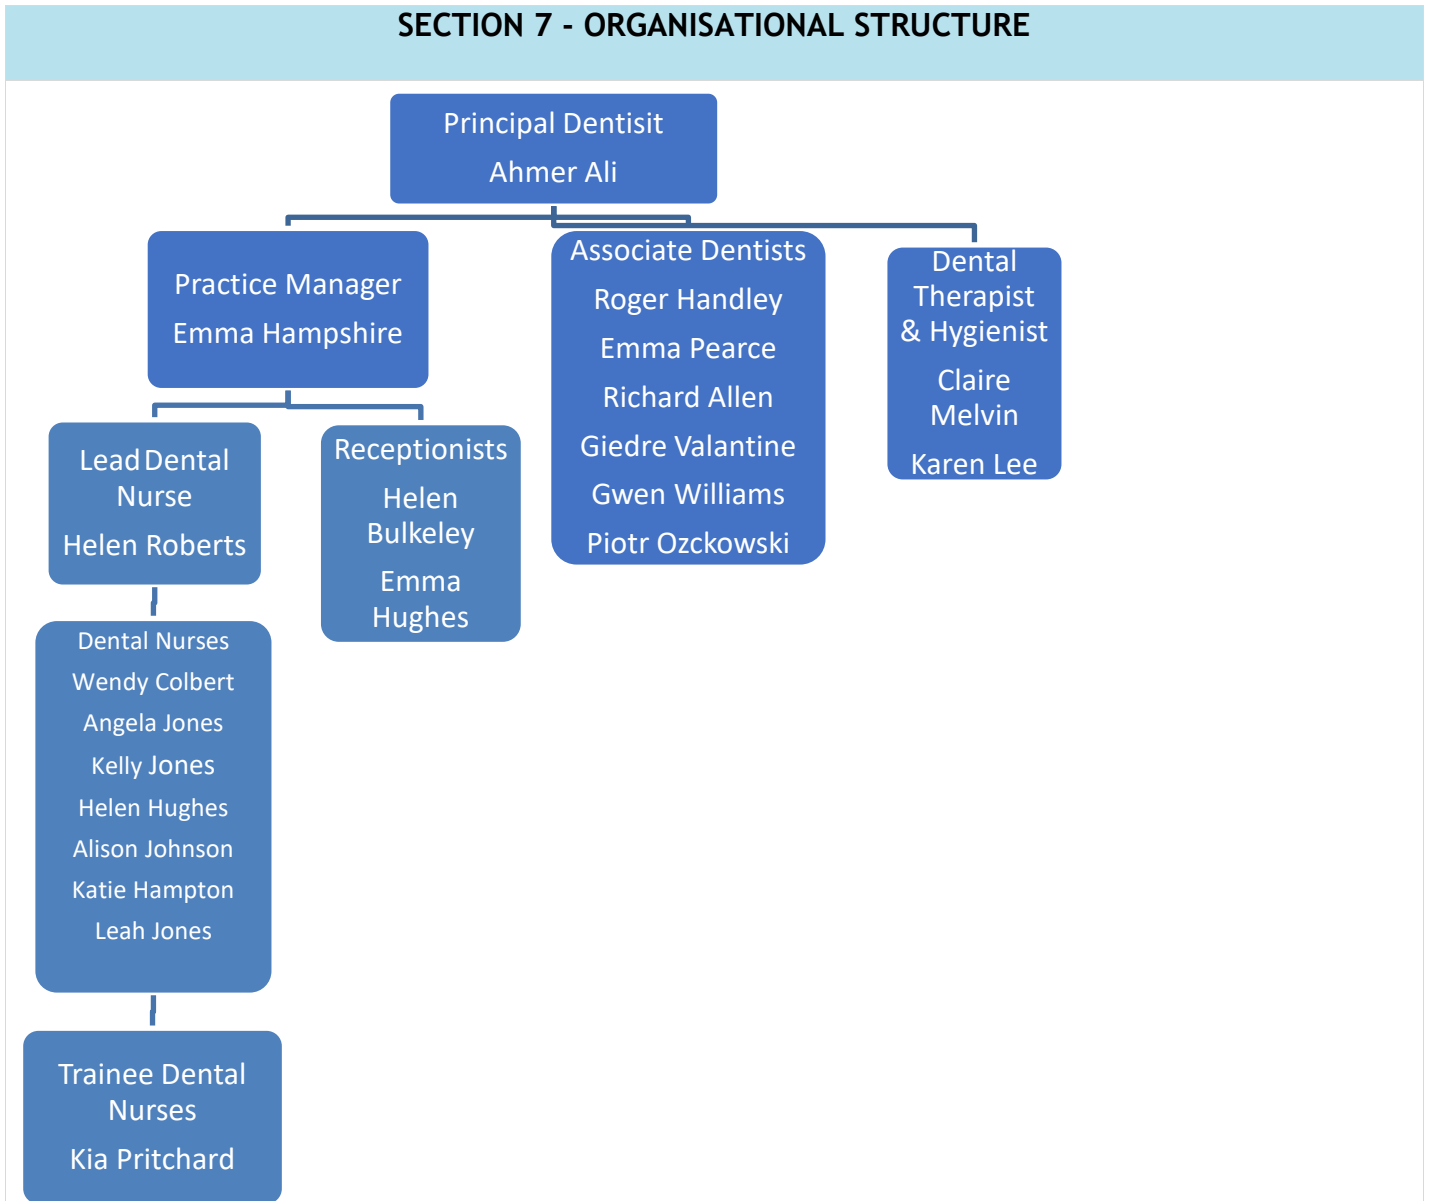 SECTION 7 - ORGANISATIONAL STRUCTURE
Principal Dentisit
Ahmer Ali
Practice Manager
Emma Hampshire
Associate Dentists
Roger Handley
Emma Pearce
Richard Allen
Giedre Valantine
Gwen Williams
Piotr Ozckowski
Dental
Therapist
& Hygienist
Claire
Melvin
Karen Lee
Lead Dental
Nurse
Helen Roberts
Receptionists
Helen
Bulkeley
Emma
Hughes
Dental Nurses
Wendy Colbert
Angela Jones
Kelly Jones
Helen Hughes
Alison Johnson
Katie Hampton
Leah Jones
Trainee Dental
Nurses
Kia Pritchard